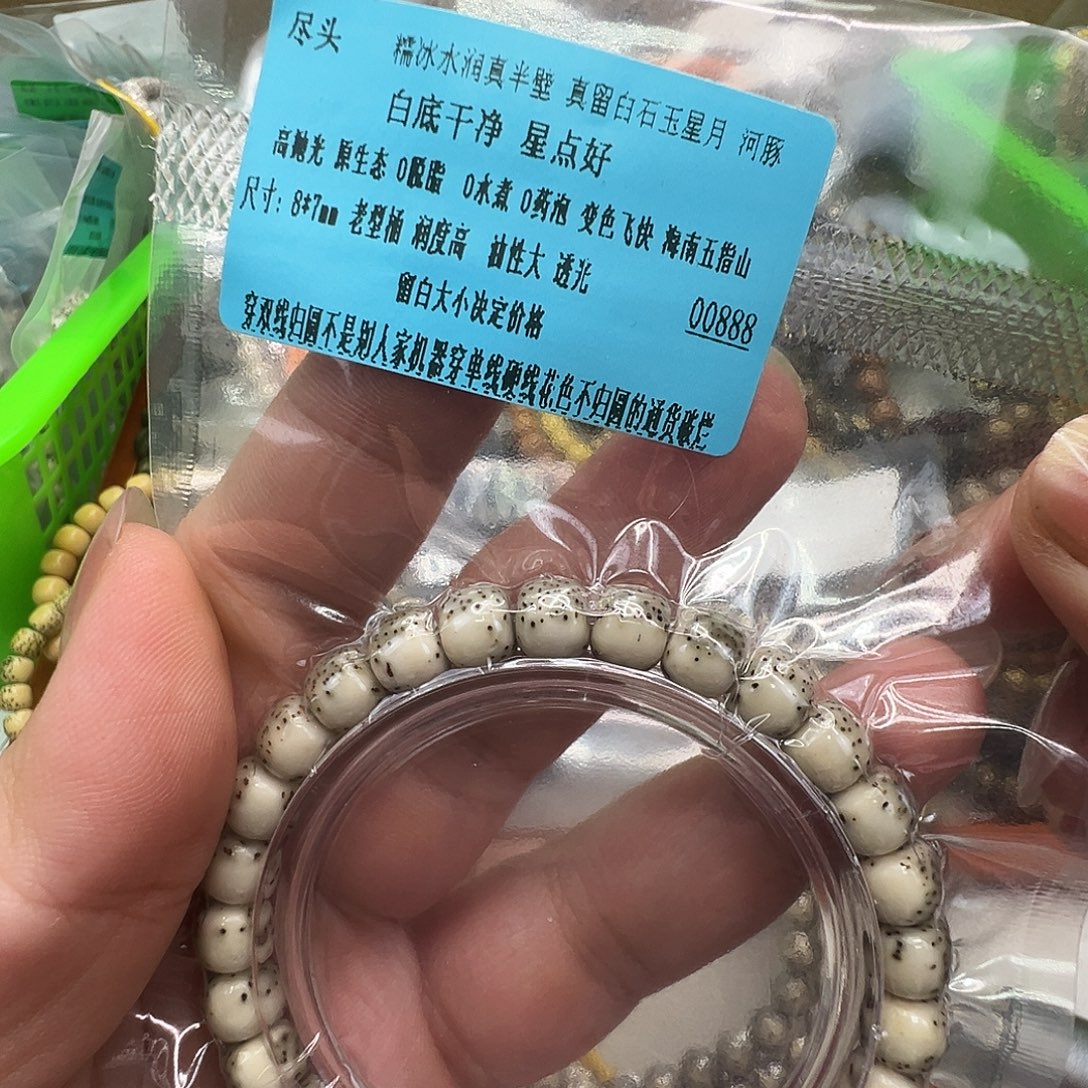 尽头 糯冰水润真半壁 真留白石玉星月 河豚
白底干净 星点好
高抛光 原生态 0脱脂 0水煮 0药泡 变色飞快 海南五指山
尺寸：8*7mm 老型桶 润度高 油性大 透光
留白大小决定价格
00888
穿双线归圆不是别人家机器穿单线硬线花色不归圆的通货破烂